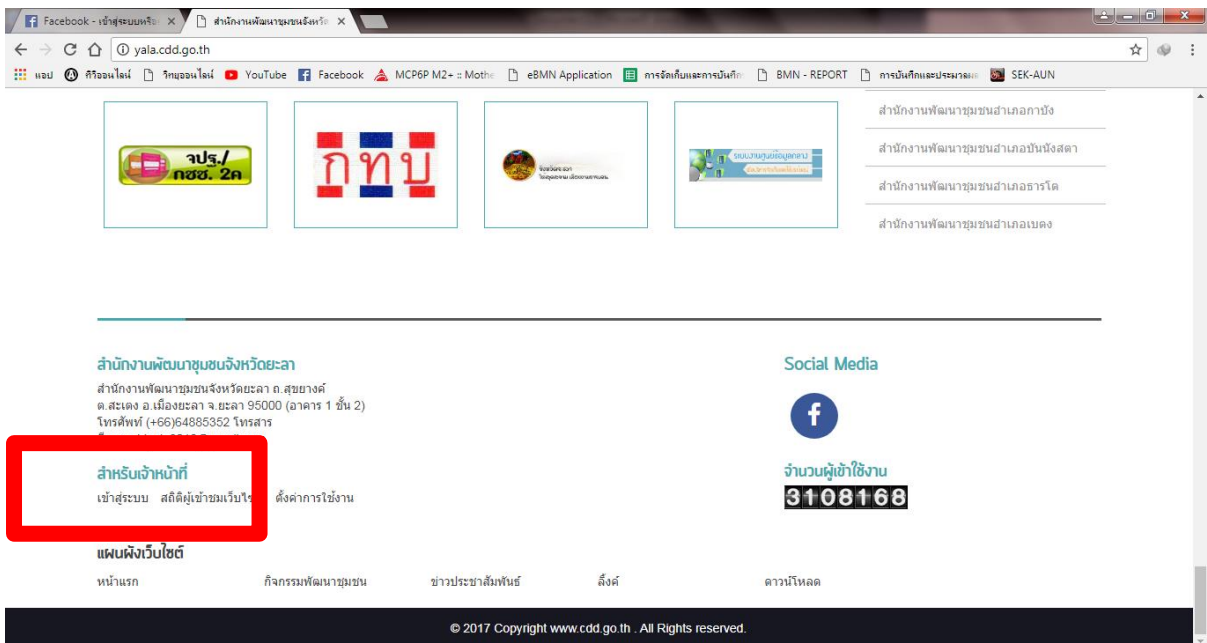 Facebook - เข้าสู่ระบบหรือ
สำนักงานพัฒนาชุมชนจังหวัด
yala.cdd.go.th
แอป
ทีวีออนไลน์
วิทยุออนไลน์
YouTube
Facebook
MCP6P M2+ :: Mothe
eBMN Application
การจัดเก็บและการบันทึก
BMN - REPORT
การบันทึกและประมวลผล
SEK-AUN
จปฐ./
กชช. 2ค
กทบ
ระบบงานศูนย์ข้อมูลกลาง
สำนักงานพัฒนาชุมชนอำเภอกาบัง
สำนักงานพัฒนาชุมชนอำเภอบันนังสตา
สำนักงานพัฒนาชุมชนอำเภอธารโต
สำนักงานพัฒนาชุมชนอำเภอเบตง
สำนักงานพัฒนาชุมชนจังหวัดยะลา
สำนักงานพัฒนาชุมชนจังหวัดยะลา ถ.สุขยางค์
ต.สะเตง อ.เมืองยะลา จ.ยะลา 95000 (อาคาร 1 ชั้น 2)
โทรศัพท์ (+66)64885352 โทรสาร
Social Media
สำหรับเจ้าหน้าที่
เข้าสู่ระบบ สถิติผู้เข้าชมเว็บไซ ตั้งค่าการใช้งาน
จำนวนผู้เข้าใช้งาน
3108168
แผนผังเว็บไซต์
หน้าแรก กิจกรรมพัฒนาชุมชน ข่าวประชาสัมพันธ์ ลิ้งค์ ดาวน์โหลด
© 2017 Copyright www.cdd.go.th . All Rights reserved.